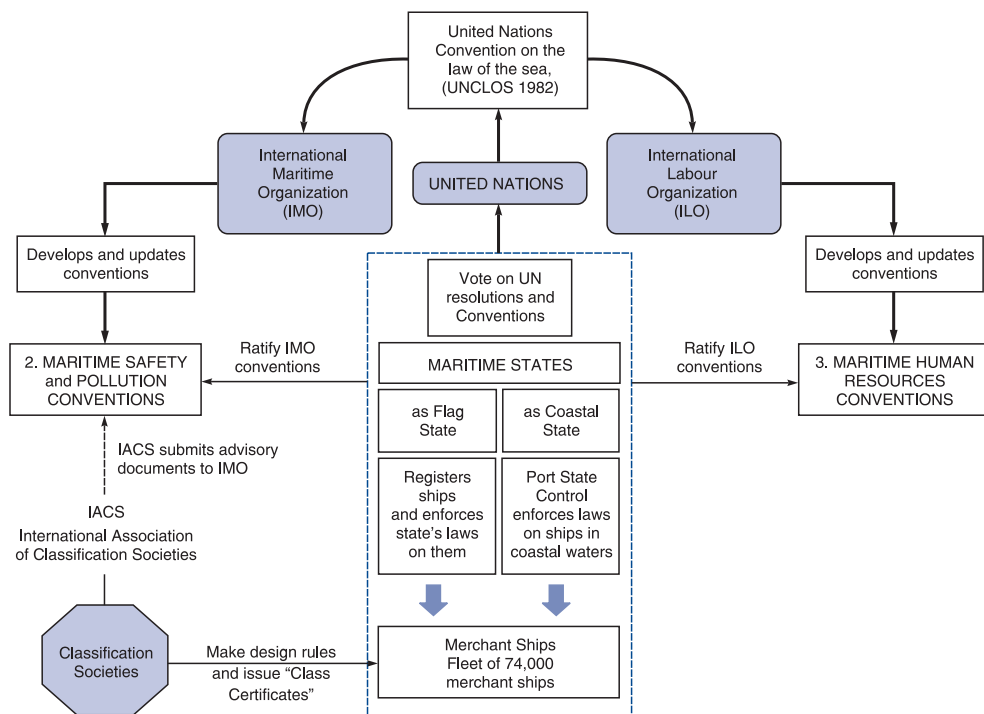 United Nations
Convention on the
law of the sea,
(UNCLOS 1982)
International
Maritime
Organization
(IMO)
UNITED NATIONS
International
Labour
Organization
(ILO)
Develops and updates
conventions
Vote on UN
resolutions and
Conventions
Develops and updates
conventions
2. MARITIME SAFETY
and POLLUTION
CONVENTIONS
Ratify IMO
conventions
MARITIME STATES
Ratify ILO
conventions
3. MARITIME HUMAN
RESOURCES
CONVENTIONS
as Flag
State
as Coastal
State
IACS submits advisory
documents to IMO
Registers
ships
and enforces
state’s laws
on them
Port State
Control
enforces laws
on ships in
coastal waters
IACS
International Association
of Classification Societies
Classification
Societies
Make design rules
and issue “Class
Certificates”
Merchant Ships
Fleet of 74,000
merchant ships